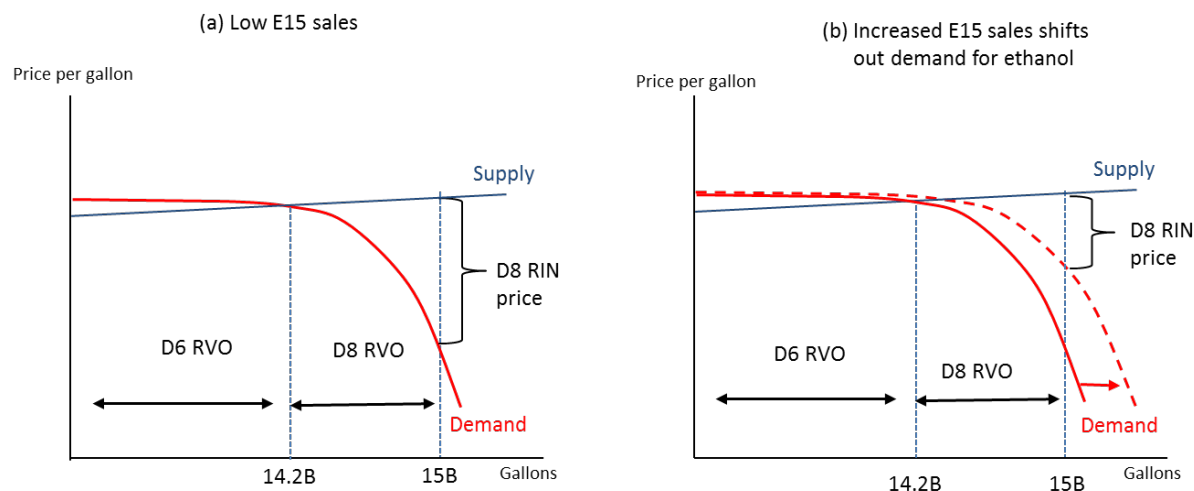 (a) Low E15 sales
Price per gallon
Supply
D8 RIN
price
D6 RVO
D8 RVO
Demand
14.2B
15B
Gallons
(b) Increased E15 sales shifts
out demand for ethanol
Price per gallon
Supply
D8 RIN
price
D6 RVO
D8 RVO
Demand
14.2B
15B
Gallons